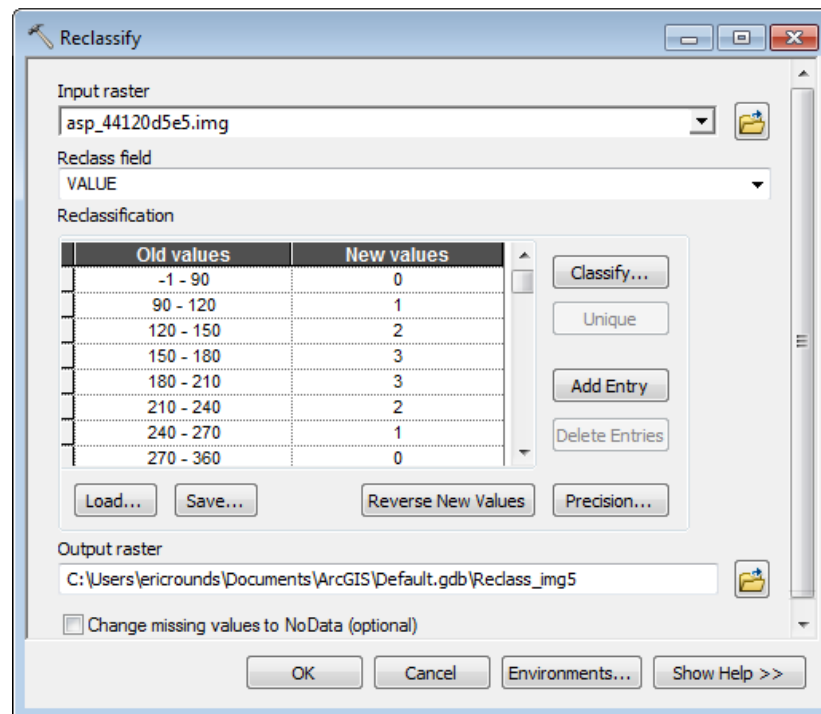 Reclassify
Input raster
asp_44120d5e5.img
Reclass field
VALUE
Reclassification
Old values New values
-1 - 90 0
90 - 120 1
120 - 150 2
150 - 180 3
180 - 210 3
210 - 240 2
240 - 270 1
270 - 360 0
Classify...
Unique
Add Entry
Delete Entries
Load... Save... Reverse New Values Precision...
Output raster
C:\Users\ericrounds\Documents\ArcGIS\Default.gdb\Reclass_img5
Change missing values to NoData (optional)
OK Cancel Environments... Show Help >>